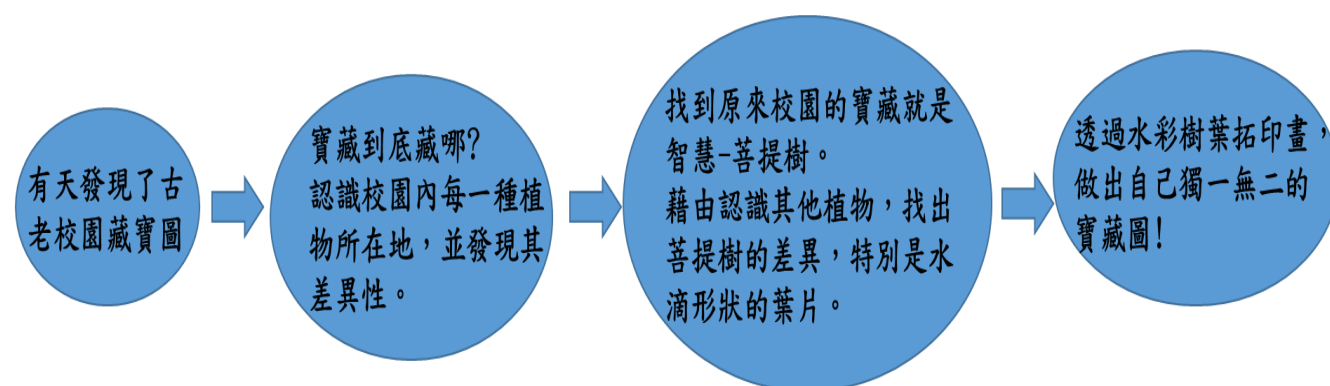 有天發現了古
老校園藏寶圖
寶藏到底藏哪?
認識校園內每一種植
物所在地，並發現其
差異性。
找到原來校園的寶藏就是
智慧-菩提樹。
藉由認識其他植物，找出
菩提樹的差異，特別是水
滴形狀的葉片。
透過水彩樹葉拓印畫，
做出自己獨一無二的
寶藏圖!